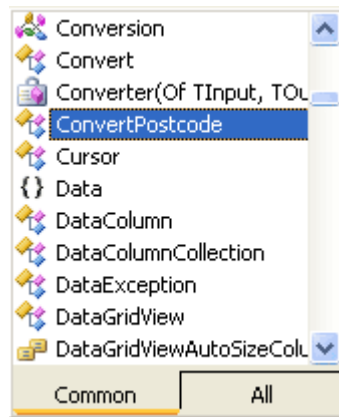 Conversion
Convert
Converter(Of TInput, TOu
ConvertPostcode
Cursor
{} Data
DataColumn
DataColumnCollection
DataException
DataGridView
DataGridViewAutoSizeColu
Common All